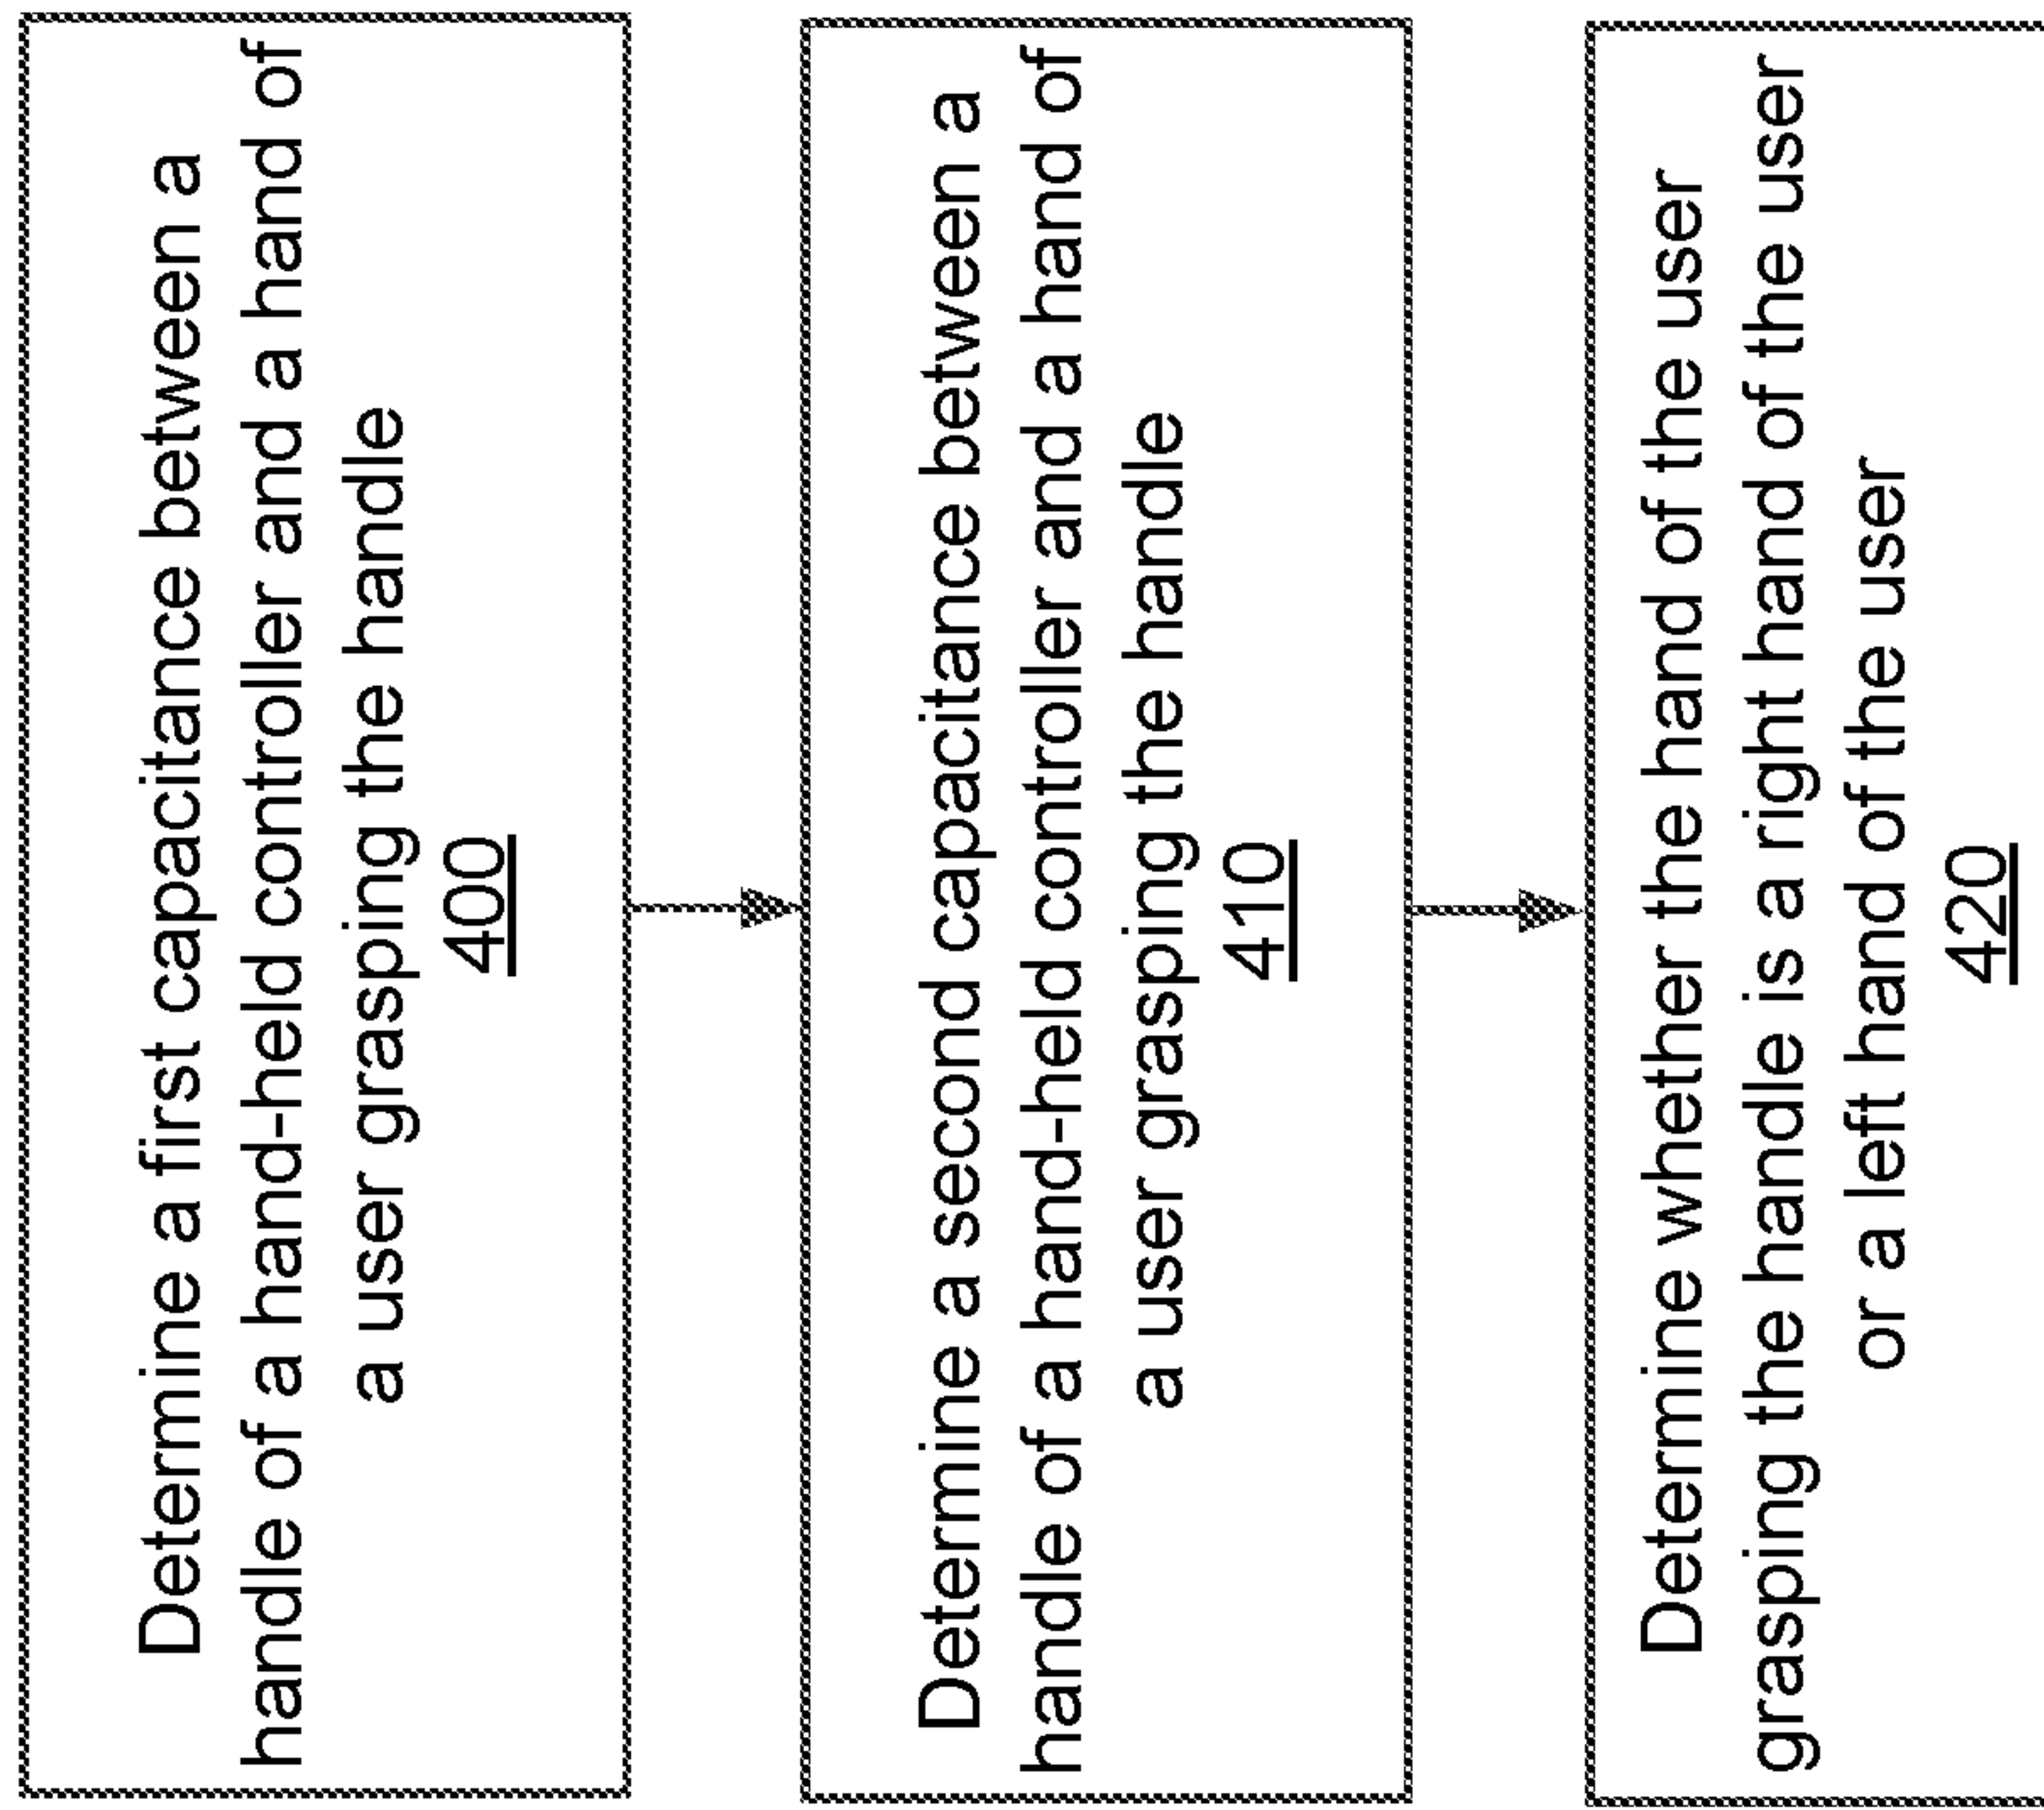 Determine a first capacitance between a
handle of a hand-held controller and a hand of
a user grasping the handle
400
Determine a second capacitance between a
handle of a hand-held controller and a hand of
a user grasping the handle
410
Determine whether the hand of the user
grasping the handle is a right hand of the user
or a left hand of the user
420